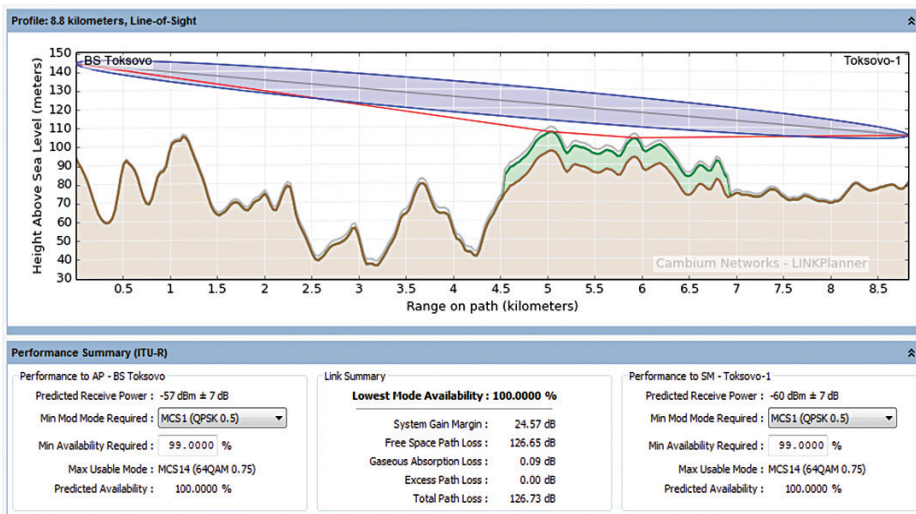 Profile: 8.8 kilometers, Line-of-Sight
BS Toksovo
Toksovo-1
Height Above Sea Level (meters)
150
140
130
120
110
100
90
80
70
60
50
40
30
Cambium Networks - LINKPlanner
0.5 1 1.5 2 2.5 3 3.5 4 4.5 5 5.5 6 6.5 7 7.5 8 8.5
Range on path (kilometers)
Performance Summary (ITU-R)
Performance to AP - BS Toksovo
Predicted Receive Power : -57 dBm ± 7 dB
Min Mod Mode Required : MCS1 (QPSK 0.5)
Min Availability Required : 99.0000 %
Max Usable Mode : MCS14 (64QAM 0.75)
Predicted Availability : 100.0000 %
Link Summary
Lowest Mode Availability : 100.0000 %
System Gain Margin : 24.57 dB
Free Space Path Loss : 126.65 dB
Gaseous Absorption Loss : 0.09 dB
Excess Path Loss : 0.00 dB
Total Path Loss : 126.73 dB
Performance to SM - Toksovo-1
Predicted Receive Power : -60 dBm ± 7 dB
Min Mod Mode Required : MCS1 (QPSK 0.5)
Min Availability Required : 99.0000 %
Max Usable Mode : MCS14 (64QAM 0.75)
Predicted Availability : 100.0000 %